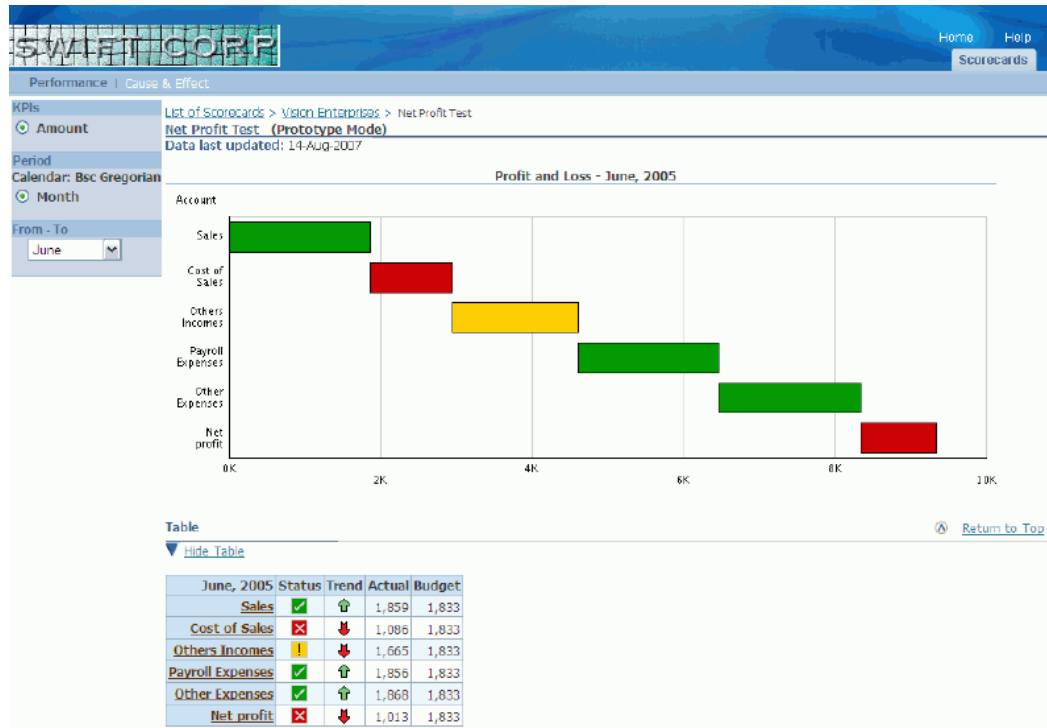 SWIFT CORP
Home Help
Scorecards
Performance | Cause & Effect
KPIs
Amount
Period
Calendar: Bsc Gregorian
Month
From - To
June
List of Scorecards > Vision Enterprises > Net Profit Test
Net Profit Test (Prototype Mode)
Data last updated: 14-Aug-2007
Profit and Loss - June, 2005
Account
Sales
Cost of
Sales
Others
Incomes
Payroll
Expenses
Other
Expenses
Net
profit
0K 2K 4K 6K 8K 10K
Table
Return to Top
Hide Table
June, 2005 Status Trend Actual Budget
Sales 1,859 1,833
Cost of Sales 1,086 1,833
Others Incomes 1,665 1,833
Payroll Expenses 1,856 1,833
Other Expenses 1,868 1,833
Net profit 1,013 1,833